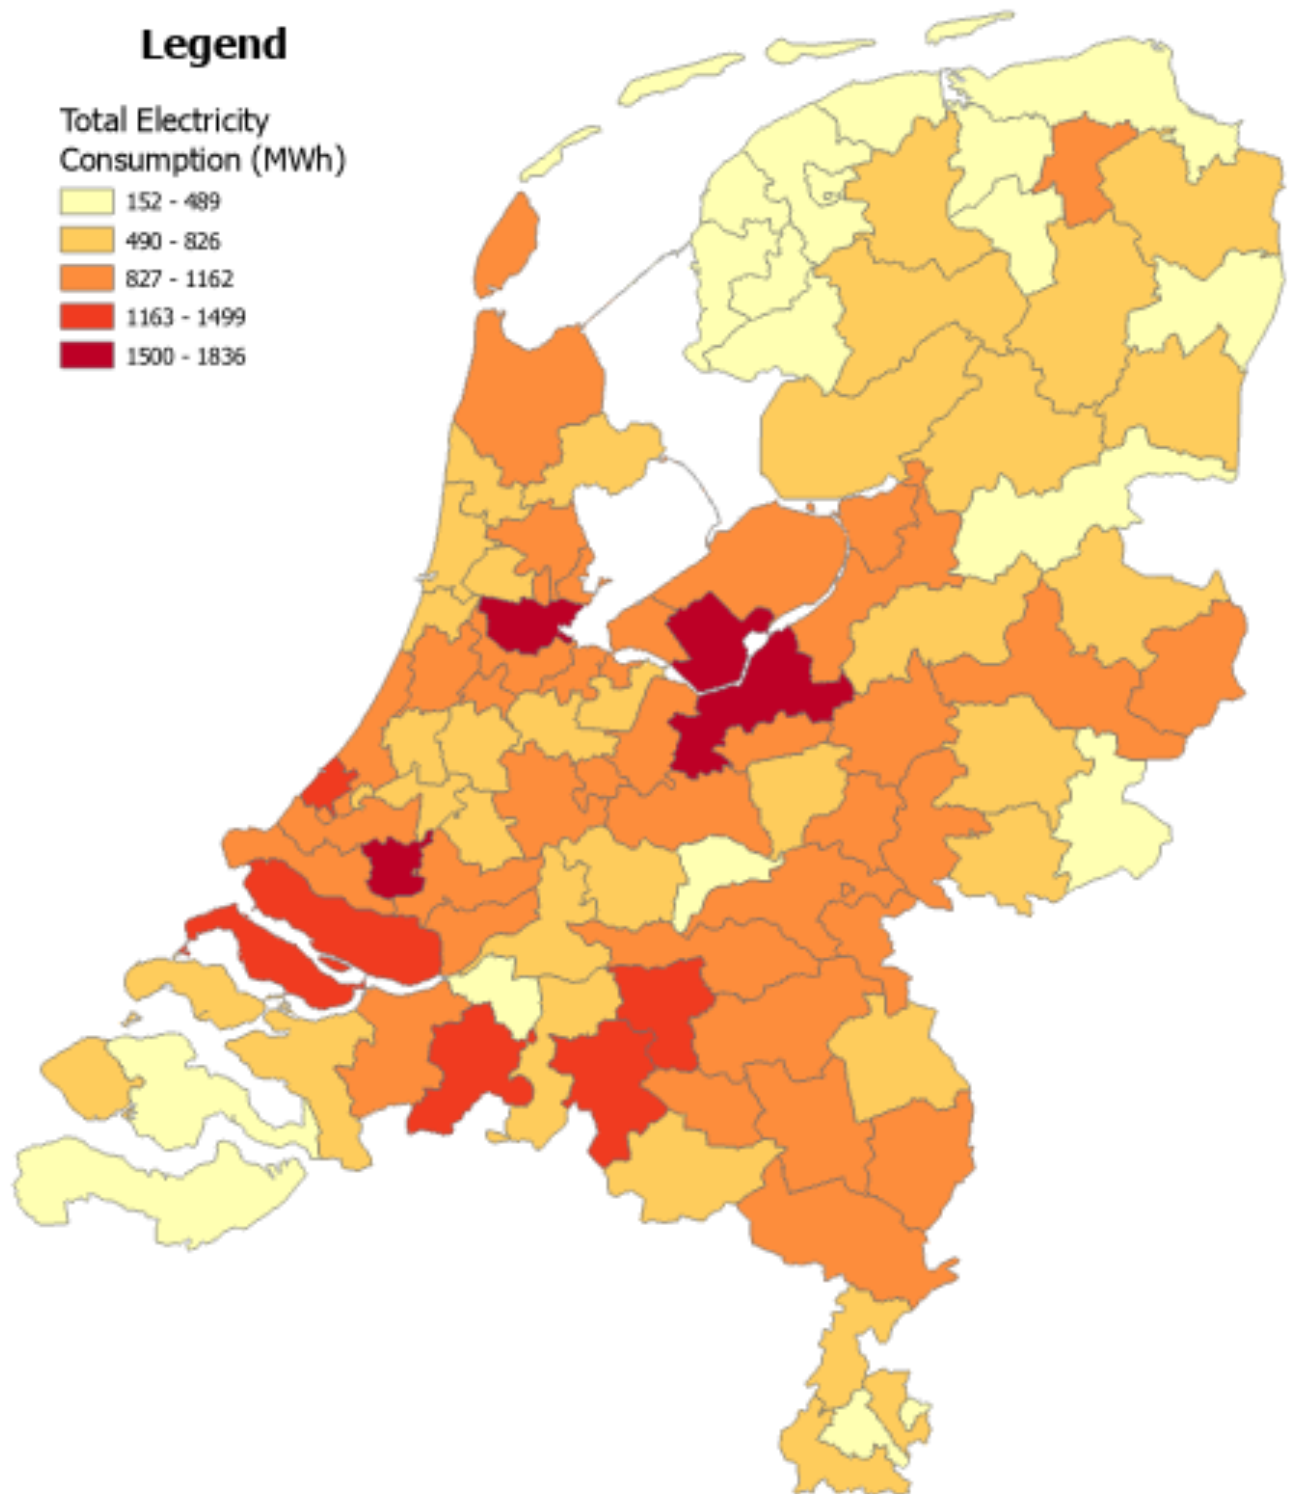 Legend
Total Electricity
Consumption (MWh)
152 - 489
490 - 826
827 - 1162
1163 - 1499
1500 - 1836